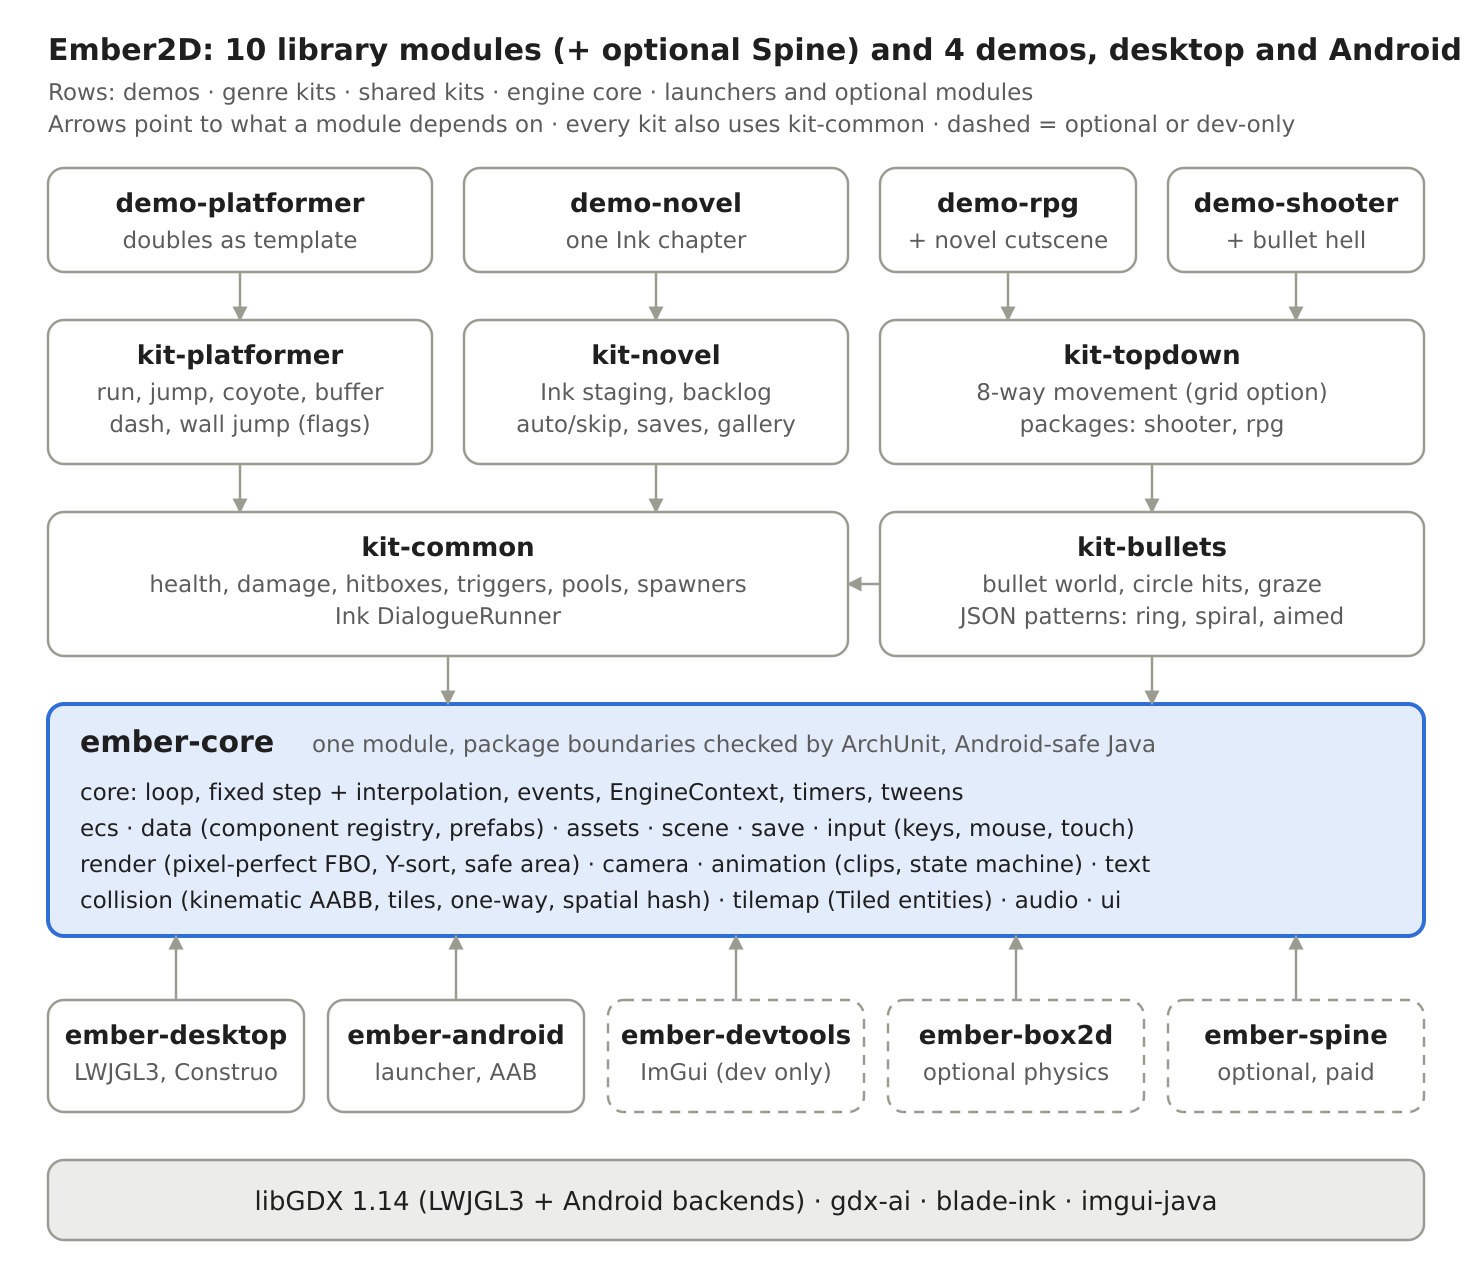 Ember2D: 10 library modules (+ optional Spine) and 4 demos, desktop and Android
Rows: demos · genre kits · shared kits · engine core · launchers and optional modules
Arrows point to what a module depends on · every kit also uses kit-common · dashed = optional or dev-only
demo-platformer
doubles as template
demo-novel
one Ink chapter
demo-rpg
+ novel cutscene
demo-shooter
+ bullet hell
kit-platformer
run, jump, coyote, buffer
dash, wall jump (flags)
kit-novel
Ink staging, backlog
auto/skip, saves, gallery
kit-topdown
8-way movement (grid option)
packages: shooter, rpg
kit-common
health, damage, hitboxes, triggers, pools, spawners
Ink DialogueRunner
kit-bullets
bullet world, circle hits, graze
JSON patterns: ring, spiral, aimed
ember-core one module, package boundaries checked by ArchUnit, Android-safe Java
core: loop, fixed step + interpolation, events, EngineContext, timers, tweens
ecs · data (component registry, prefabs) · assets · scene · save · input (keys, mouse, touch)
render (pixel-perfect FBO, Y-sort, safe area) · camera · animation (clips, state machine) · text
collision (kinematic AABB, tiles, one-way, spatial hash) · tilemap (Tiled entities) · audio · ui
ember-desktop
LWJGL3, Construo
ember-android
launcher, AAB
ember-devtools
ImGui (dev only)
ember-box2d
optional physics
ember-spine
optional, paid
libGDX 1.14 (LWJGL3 + Android backends) · gdx-ai · blade-ink · imgui-java